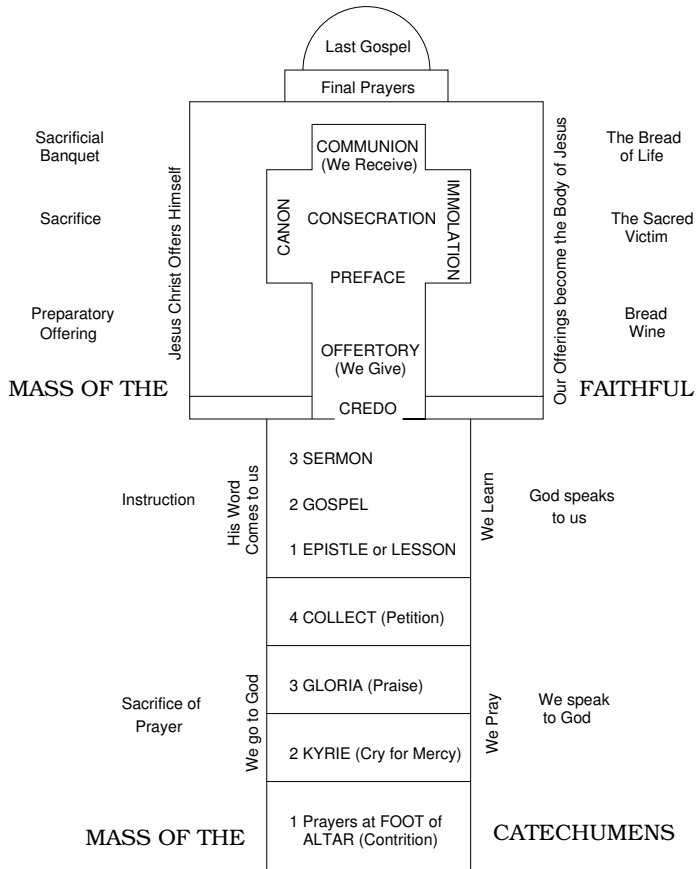 Last Gospel
Final Prayers
Sacrificial
Banquet
Sacrifice
Preparatory
Offering
Jesus Christ Offers Himself
COMMUNION
(We Receive)
CANON
CONSECRATION
IMMOLATION
PREFACE
OFFERTORY
(We Give)
Our Offerings become the Body of Jesus
The Bread
of Life
The Sacred
Victim
Bread
Wine
MASS OF THE
FAITHFUL
CREDO
Instruction
His Word
Comes to us
3 SERMON
2 GOSPEL
1 EPISTLE or LESSON
We Learn
God speaks
to us
4 COLLECT (Petition)
Sacrifice of
Prayer
We go to God
3 GLORIA (Praise)
2 KYRIE (Cry for Mercy)
We Pray
We speak
to God
MASS OF THE
1 Prayers at FOOT of
ALTAR (Contrition)
CATECHUMENS